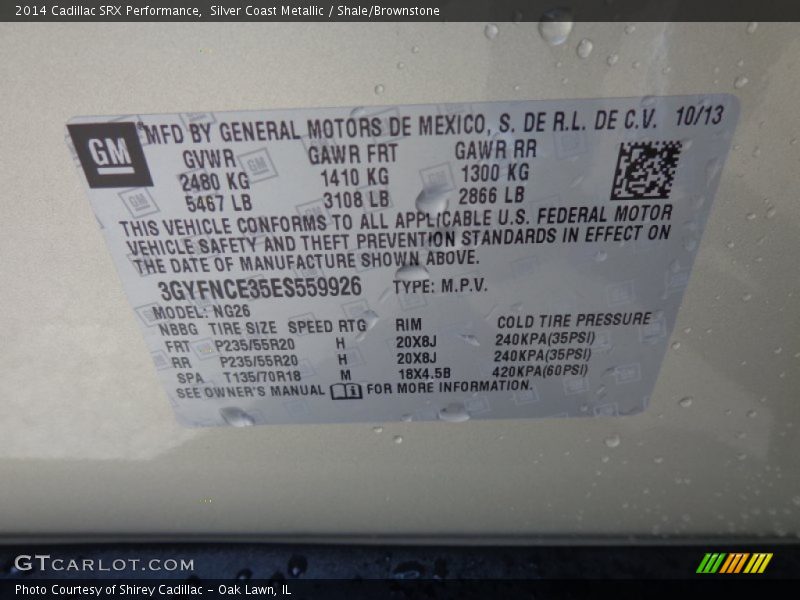 2014 Cadillac SRX Performance, Silver Coast Metallic / Shale/Brownstone
GM
MFD BY GENERAL MOTORS DE MEXICO, S. DE R.L. DE C.V. 10/13
GVWR GAWR FRT GAWR RR
2480 KG 1410 KG 1300 KG
5467 LB 3108 LB 2866 LB
THIS VEHICLE CONFORMS TO ALL APPLICABLE U.S. FEDERAL MOTOR
VEHICLE SAFETY AND THEFT PREVENTION STANDARDS IN EFFECT ON
THE DATE OF MANUFACTURE SHOWN ABOVE.
3GYFNCE35ES559926 TYPE: M.P.V.
MODEL: NG26
NBBG TIRE SIZE SPEED RTG RIM COLD TIRE PRESSURE
FRT P235/55R20 H 20X8J 240KPA(35PSI)
RR P235/55R20 H 20X8J 240KPA(35PSI)
SPA T135/70R18 M 18X4.5B 420KPA(60PSI)
SEE OWNER'S MANUAL FOR MORE INFORMATION.
GTCARLOT.COM
Photo Courtesy of Shirey Cadillac - Oak Lawn, IL